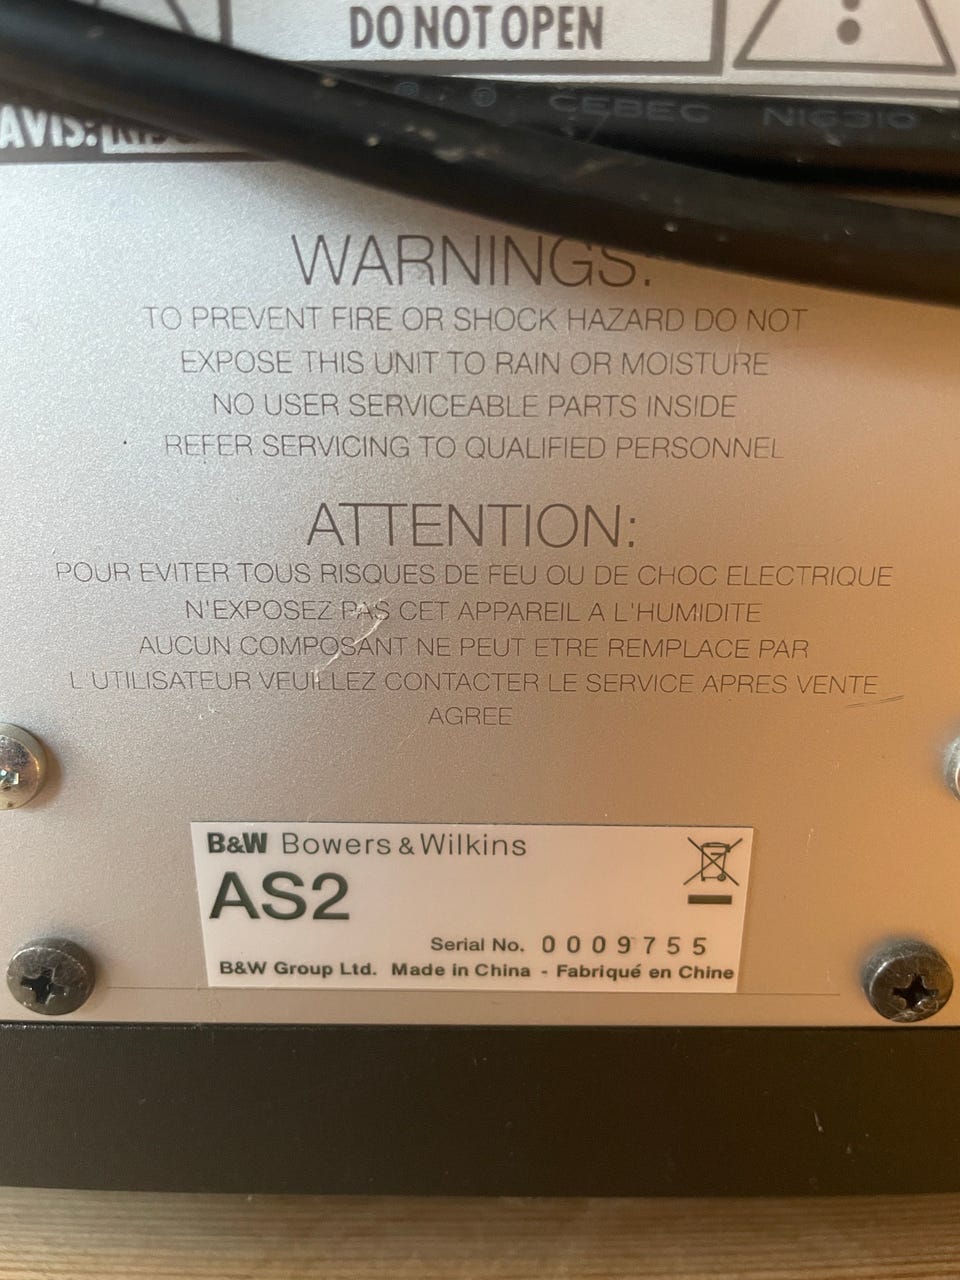 DO NOT OPEN
CEBEC N1G310
AVIS:
WARNINGS:
TO PREVENT FIRE OR SHOCK HAZARD DO NOT
EXPOSE THIS UNIT TO RAIN OR MOISTURE
NO USER SERVICEABLE PARTS INSIDE
REFER SERVICING TO QUALIFIED PERSONNEL
ATTENTION:
POUR EVITER TOUS RISQUES DE FEU OU DE CHOC ELECTRIQUE
N'EXPOSEZ PAS CET APPAREIL A L'HUMIDITE
AUCUN COMPOSANT NE PEUT ETRE REMPLACE PAR
L UTILISATEUR VEUILLEZ CONTACTER LE SERVICE APRES VENTE
AGREE
B&W Bowers & Wilkins
AS2
Serial No. 0009755
B&W Group Ltd. Made in China - Fabriqué en Chine